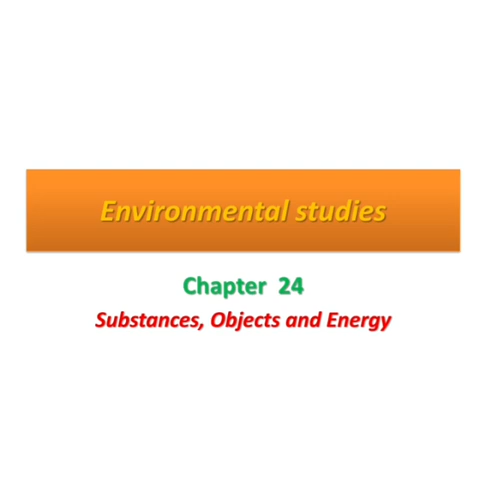 Environmental studies
Chapter 24
Substances, Objects and Energy